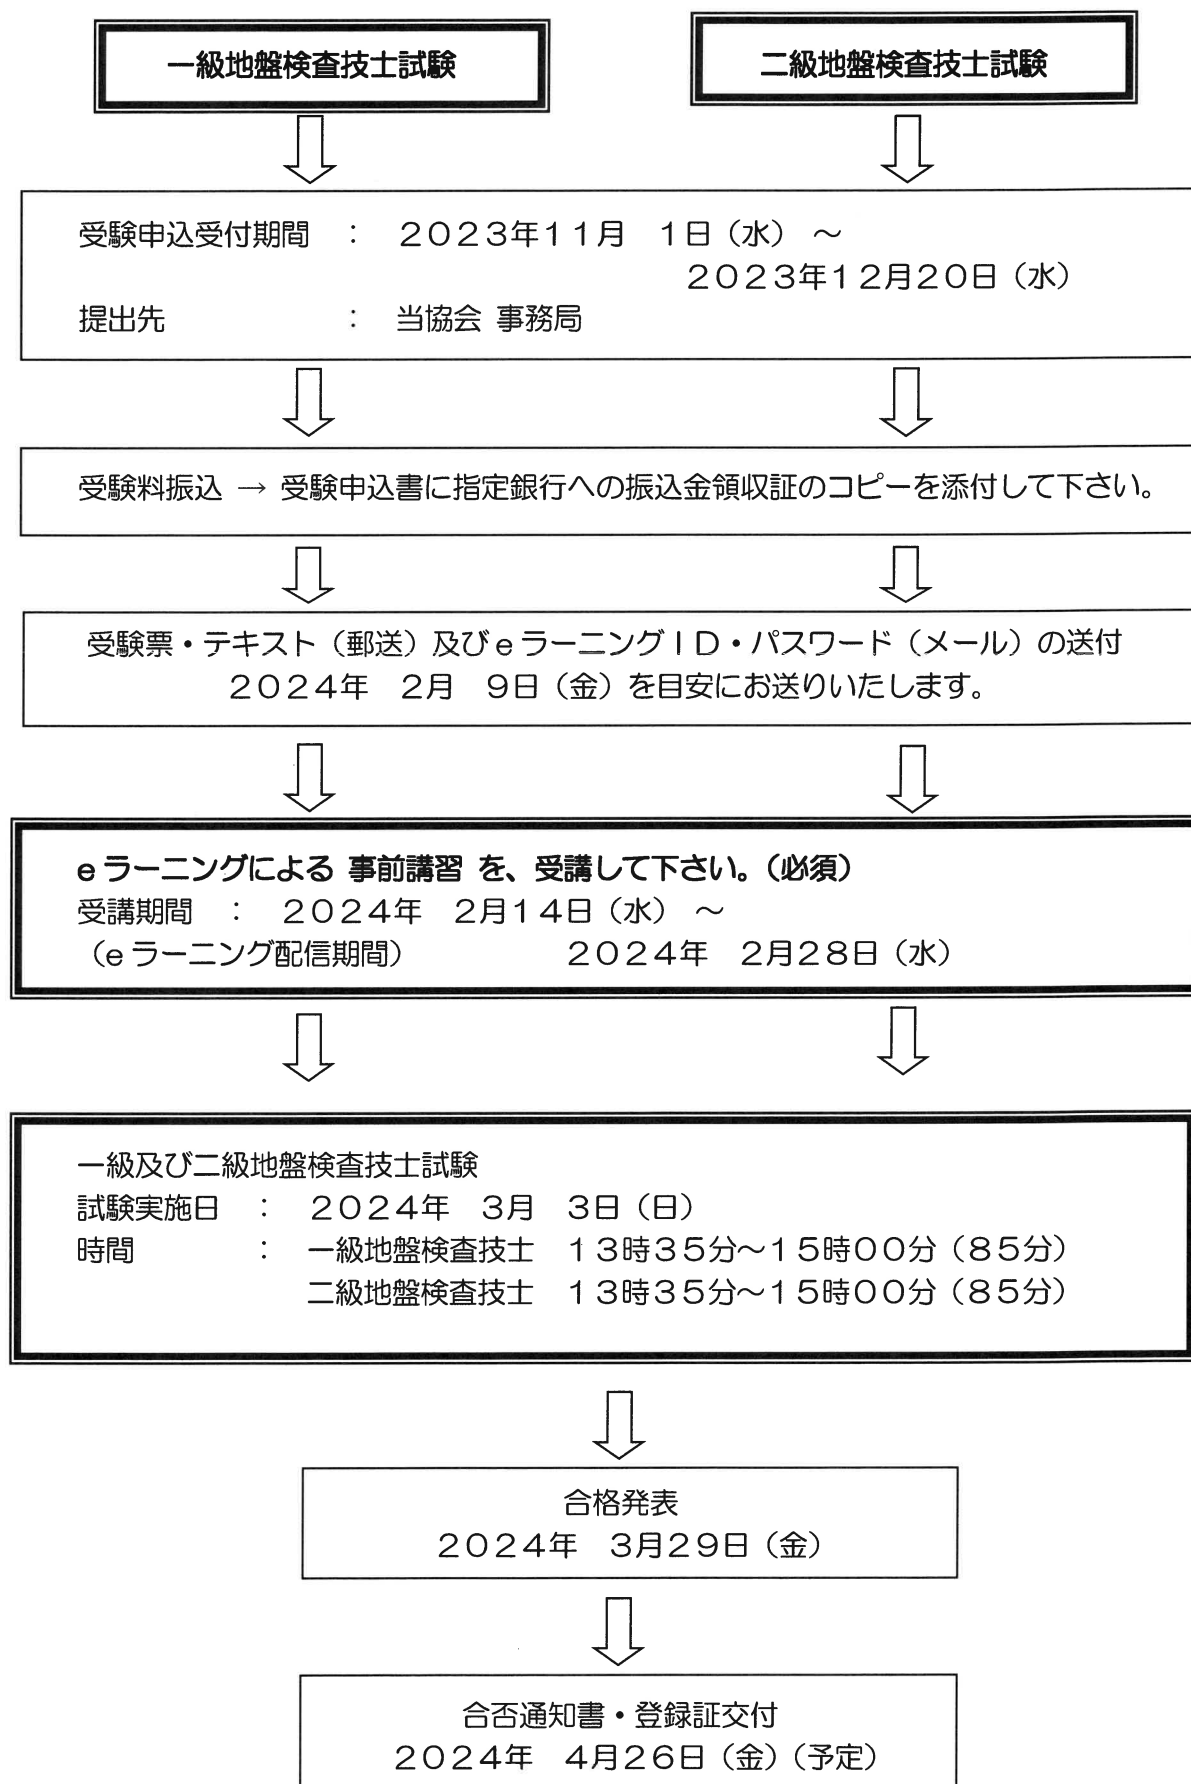 一級地盤検査技士試験
二級地盤検査技士試験
受験申込受付期間　：　２０２３年１１月　１日（水）～
２０２３年１２月２０日（水）
提出先　：　当協会 事務局
受験料振込 → 受験申込書に指定銀行への振込金領収証のコピーを添付して下さい。
受験票・テキスト（郵送）及びｅラーニングＩＤ・パスワード（メール）の送付
２０２４年　２月　９日（金）を目安にお送りいたします。
ｅラーニングによる 事前講習 を、受講して下さい。（必須）
受講期間　：　２０２４年　２月１４日（水）～
（ｅラーニング配信期間）　２０２４年　２月２８日（水）
一級及び二級地盤検査技士試験
試験実施日　：　２０２４年　３月　３日（日）
時間　：　一級地盤検査技士　１３時３５分～１５時００分（８５分）
二級地盤検査技士　１３時３５分～１５時００分（８５分）
合格発表
２０２４年　３月２９日（金）
合否通知書・登録証交付
２０２４年　４月２６日（金）（予定）